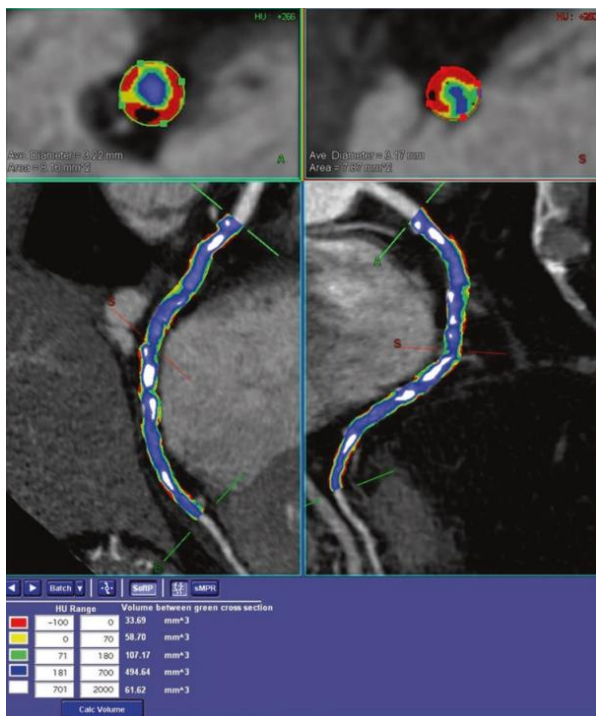 HU: +266
Ave. Diameter = 3.22 mm
Area = 8.16 mm^2
A
Ave. Diameter = 3.17 mm
Area = 7.87 mm^2
S
S
A
S
Batch
SoftIP
xMPR
HU Range
Volume between green cross section
-100
0
33.69
mm^3
0
70
58.70
mm^3
71
180
107.17
mm^3
181
700
494.64
mm^3
701
2000
61.62
mm^3
Calc Volume